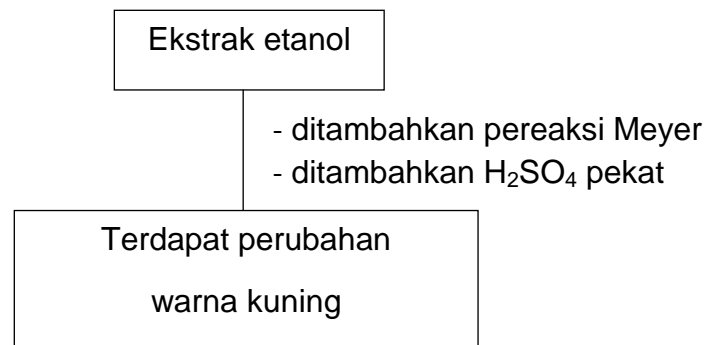 Ekstrak etanol
- ditambahkan pereaksi Meyer
- ditambahkan H₂SO₄ pekat
Terdapat perubahan
warna kuning